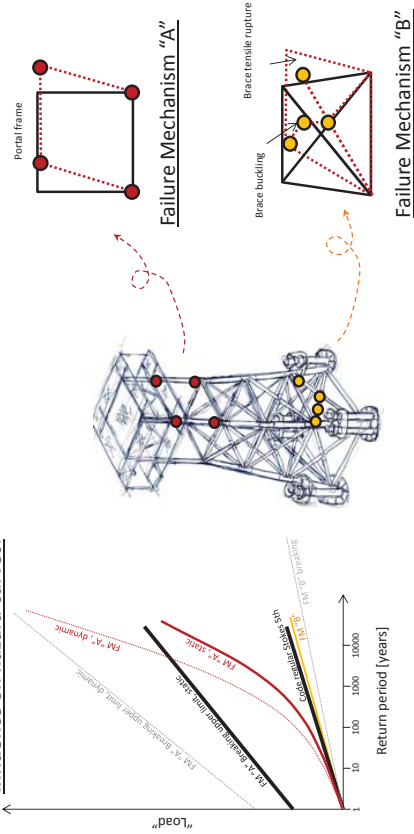 Portal frame
Failure Mechanism “A”
Brace tensile rupture
Brace buckling
Failure Mechanism “B”
“Load”
FM “A” Breaking upper limit, dynamic
FM “A”, dynamic
FM “A” Breaking upper limit, static
FM “A” static
FM “B”, breaking
FM “B”
Code regular Stokes 5th
1
10
100
1000
10000
Return period [years]